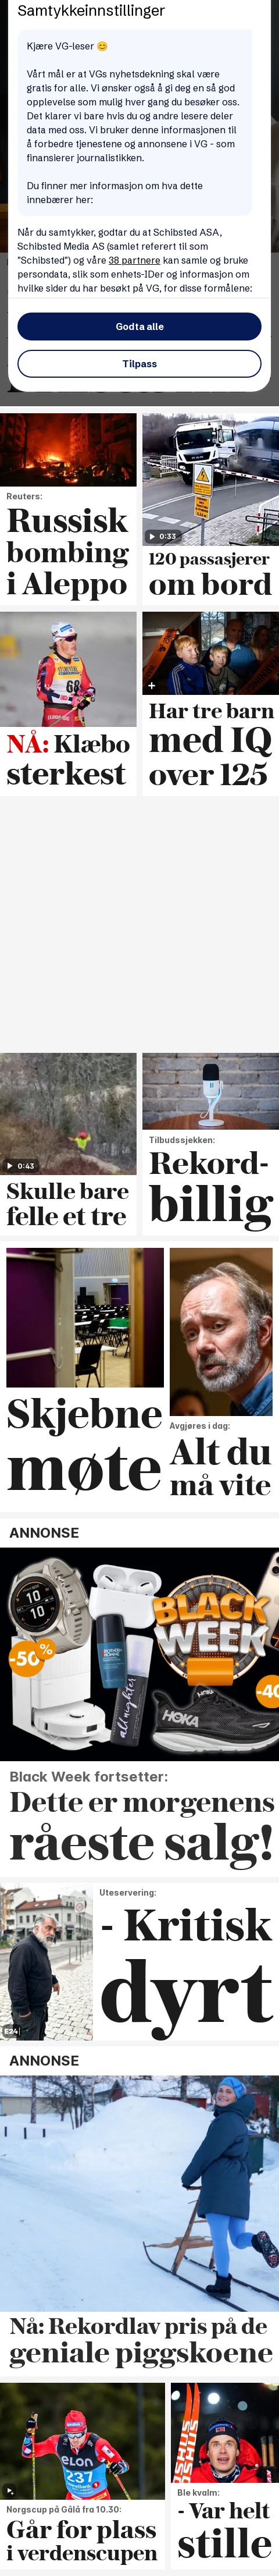 Samtykkeinnstillinger
Kjære VG-leser 😊
Vårt mål er at VGs nyhetsdekning skal være
gratis for alle. Vi ønsker også å gi deg en så god
opplevelse som mulig hver gang du besøker oss.
Det klarer vi bare hvis du og andre lesere deler
data med oss. Vi bruker denne informasjonen til
å forbedre tjenestene og annonsene i VG - som
finansierer journalistikken.
Du finner mer informasjon om hva dette
innebærer her:
Når du samtykker, godtar du at Schibsted ASA,
Schibsted Media AS (samlet referert til som
"Schibsted") og våre 38 partnere kan samle og bruke
persondata, slik som enhets-IDer og informasjon om
hvilke sider du har besøkt på VG, for disse formålene:
Godta alle
Tilpass
Reuters:
Russisk
bombing
i Aleppo
0:33
120 passasjerer
om bord
68
NÅ: Klæbo
sterkest
Har tre barn
med IQ
over 125
0:43
Skulle bare
felle et tre
Tilbudssjekken:
Rekord-
billig
Skjebne
møte
Avgjøres i dag:
Alt du
må vite
ANNONSE
-50%
BLACK
WEEK
-40
all nighter
HOKA
Black Week fortsetter:
Dette er morgenens
råeste salg!
E24
Uteservering:
- Kritisk
dyrt
ANNONSE
Nå: Rekordlav pris på de
geniale piggskoene
elon
237
Norgscup på Gålå fra 10.30:
Går for plass
i verdenscupen
Ble kvalm:
- Var helt
stille